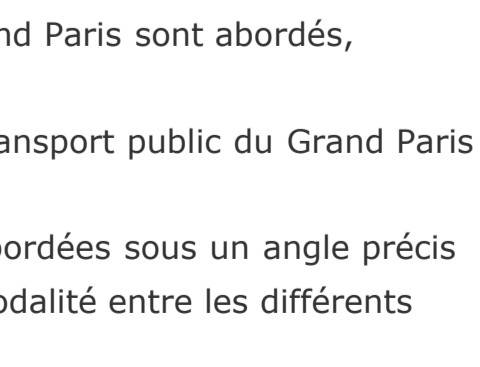 nd Paris sont abordés,
ansport public du Grand Paris
bordées sous un angle précis
odalité entre les différents